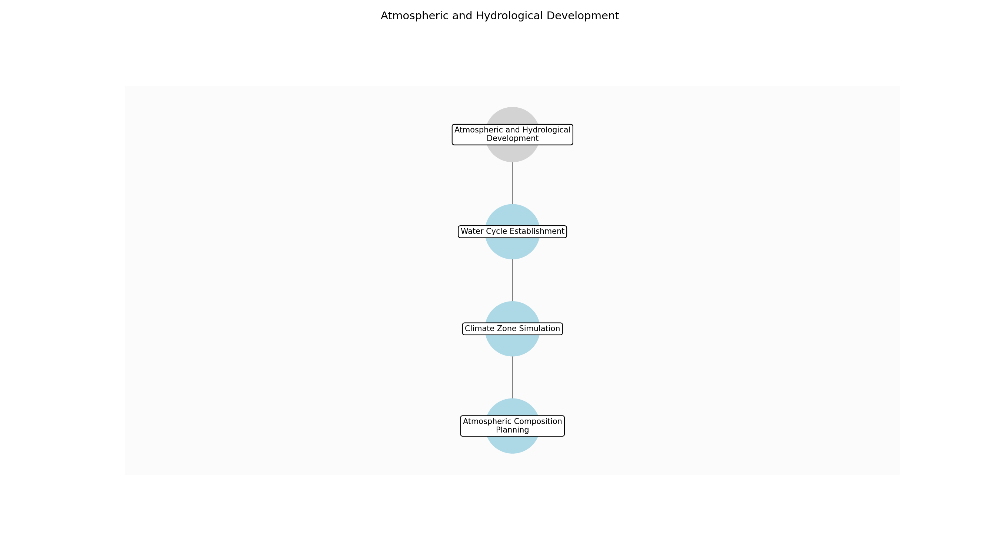 Atmospheric and Hydrological Development
Atmospheric and Hydrological
Development
Water Cycle Establishment
Climate Zone Simulation
Atmospheric Composition
Planning